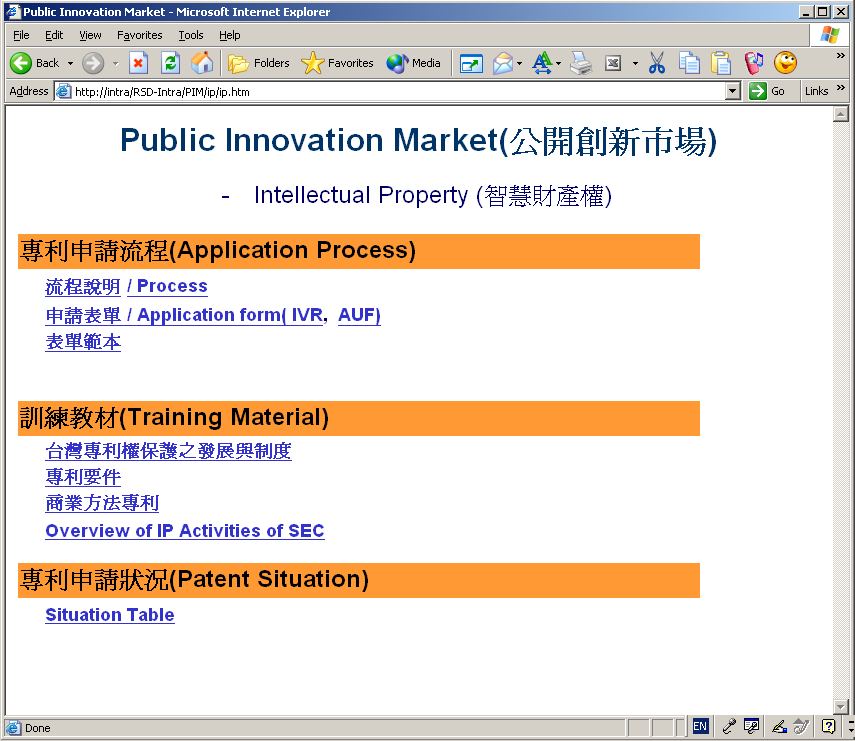 Public Innovation Market - Microsoft Internet Explorer
File Edit View Favorites Tools Help
Back Folders Favorites Media
Address http://intra/RSD-Intra/PIM/ip/ip.htm Go Links
Public Innovation Market(公開創新市場)
- Intellectual Property (智慧財產權)
專利申請流程(Application Process)
流程說明 / Process
申請表單 / Application form( IVR, AUF)
表單範本
訓練教材(Training Material)
台灣專利權保護之發展與制度
專利要件
商業方法專利
Overview of IP Activities of SEC
專利申請狀況(Patent Situation)
Situation Table
Done EN